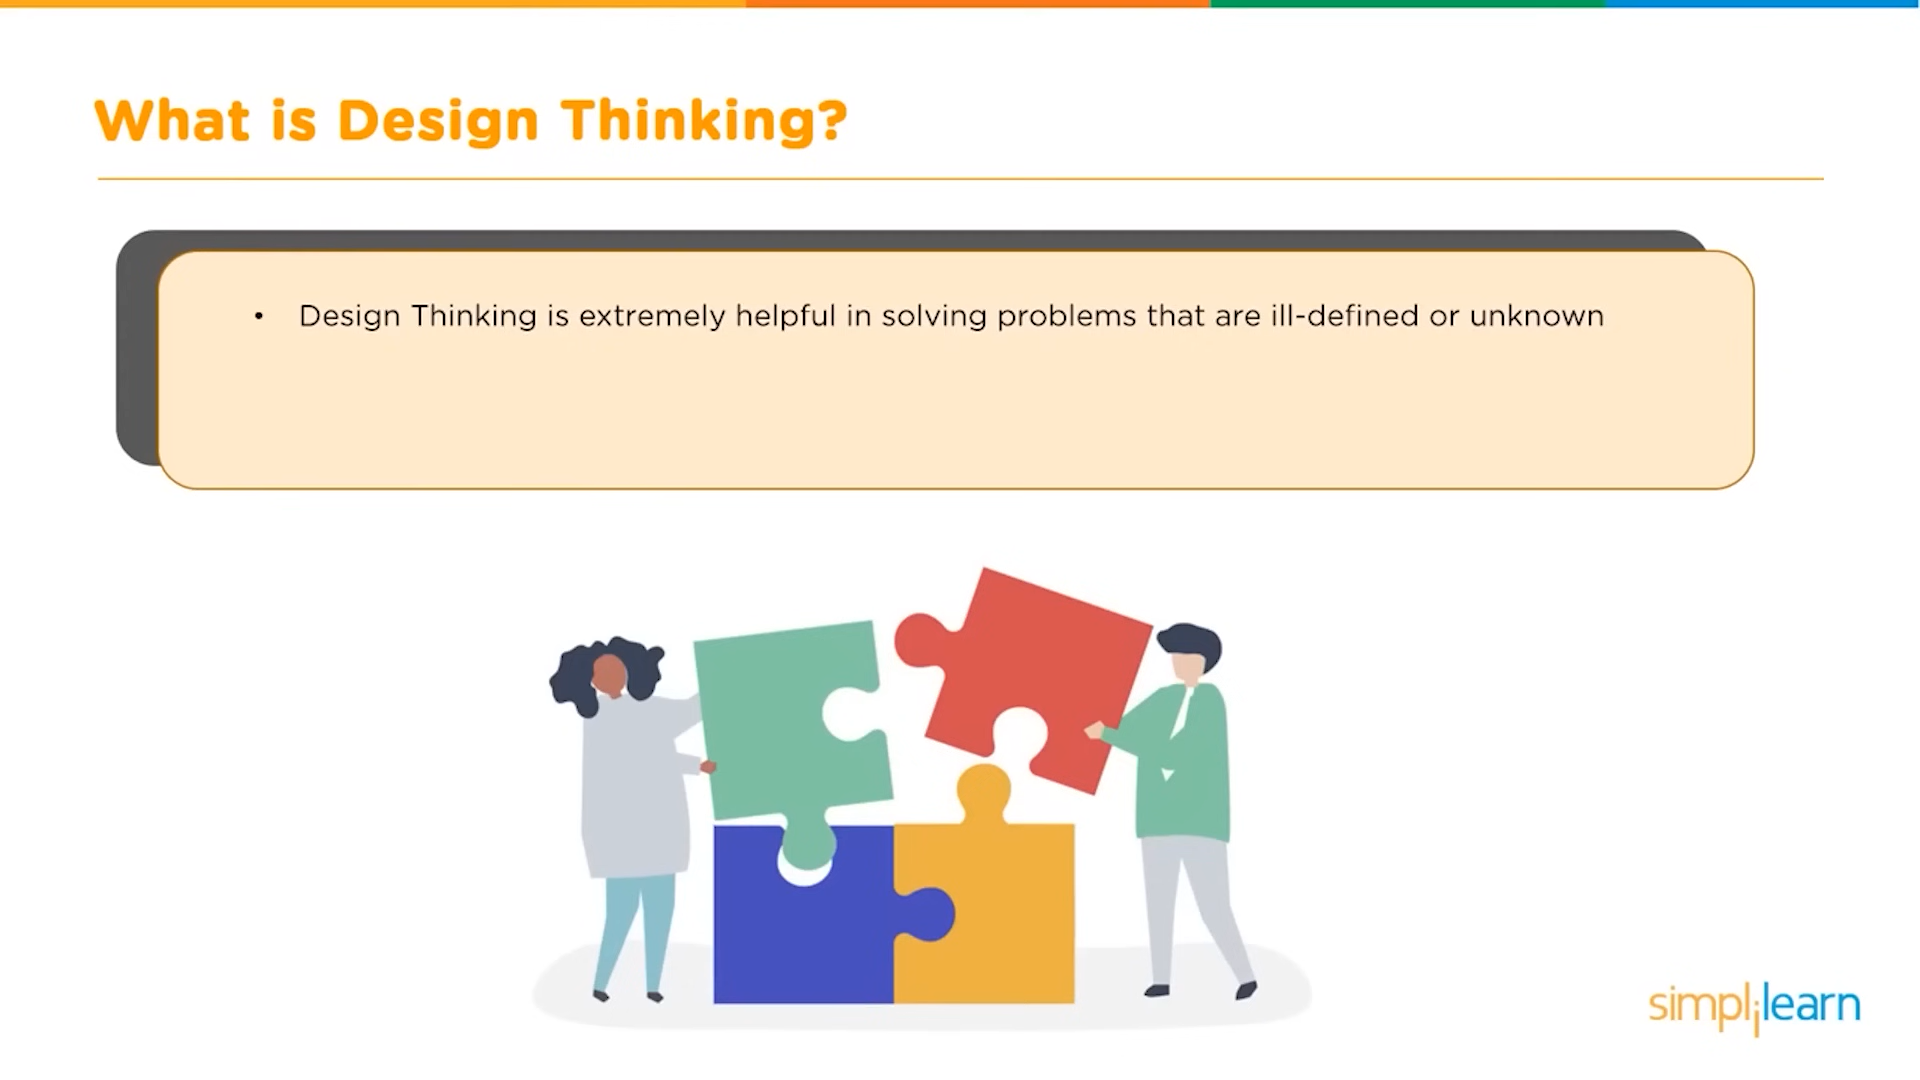 What is Design Thinking?
• Design Thinking is extremely helpful in solving problems that are ill-defined or unknown
simplilearn